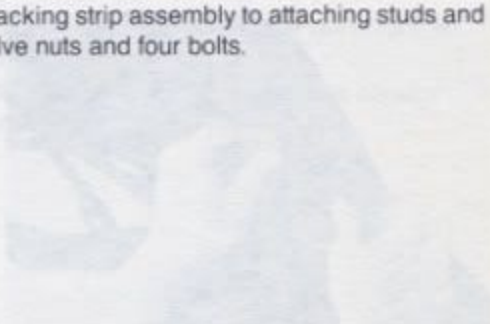 acking strip assembly to attaching studs and
ve nuts and four bolts.